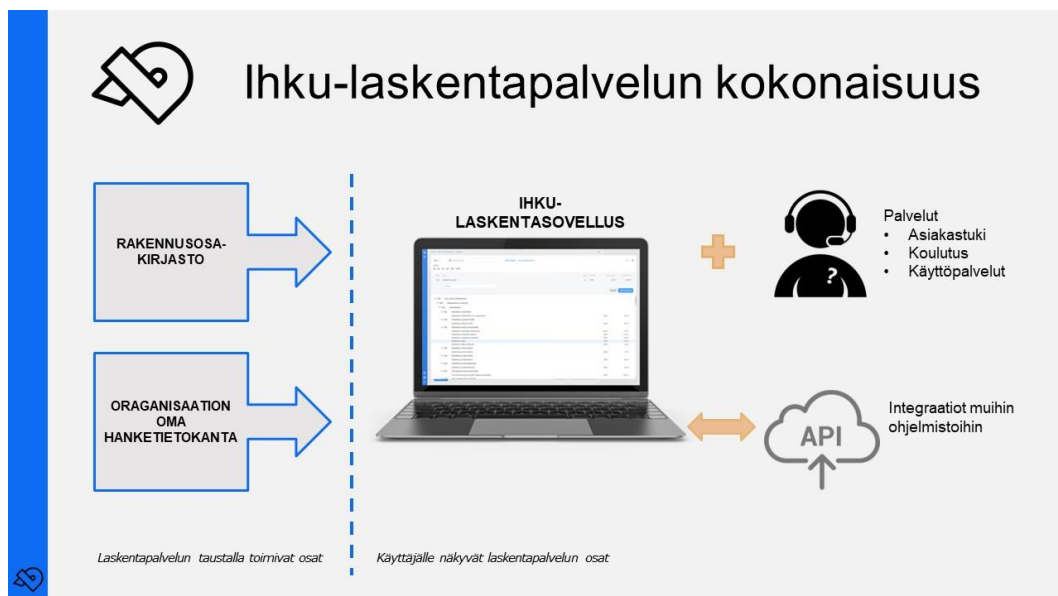 Ihku-laskentapalvelun kokonaisuus
RAKENNUSOSA-
KIRJASTO
ORAGANISAATION
OMA
HANKETIETOKANTA
IHKU-
LASKENTASOVELLUS
Palvelut
• Asiakastuki
• Koulutus
• Käyttöpalvelut
?
API
Integraatiot muihin
ohjelmistoihin
Laskentapalvelun taustalla toimivat osat
Käyttäjälle näkyvät laskentapalvelun osat